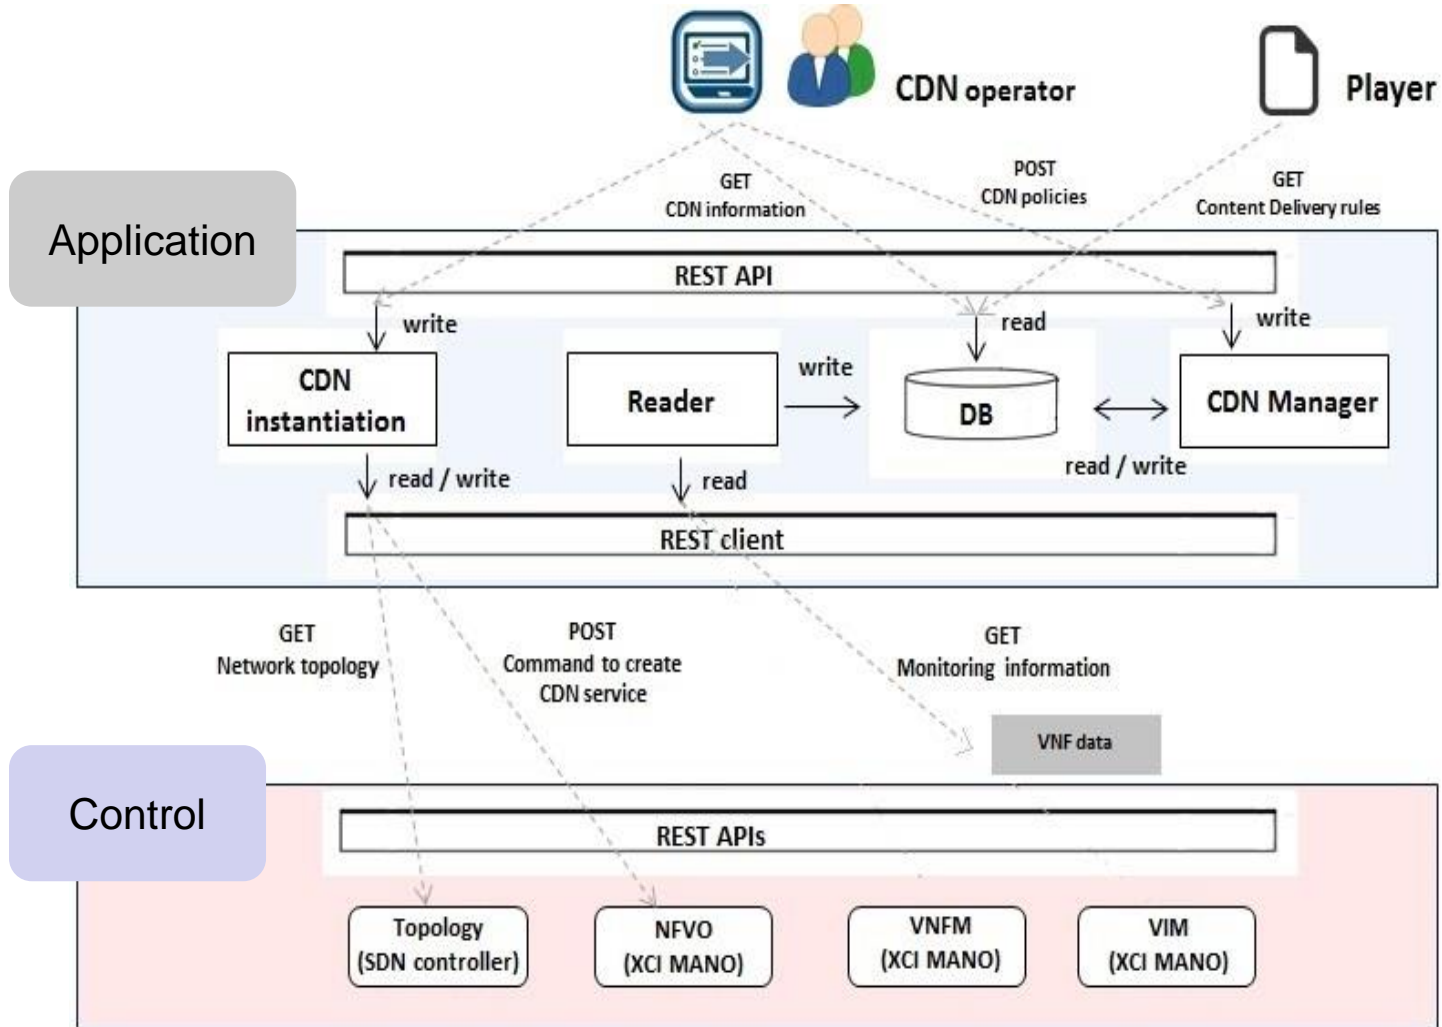 CDN operator
Player
GET
CDN information
POST
CDN policies
GET
Content Delivery rules
Application
REST API
write
read
write
CDN
instantiation
Reader
write
DB
CDN Manager
read / write
read / write
read
REST client
GET
Network topology
POST
Command to create
CDN service
GET
Monitoring information
VNF data
Control
REST APIs
Topology
(SDN controller)
NFVO
(XCI MANO)
VNFM
(XCI MANO)
VIM
(XCI MANO)